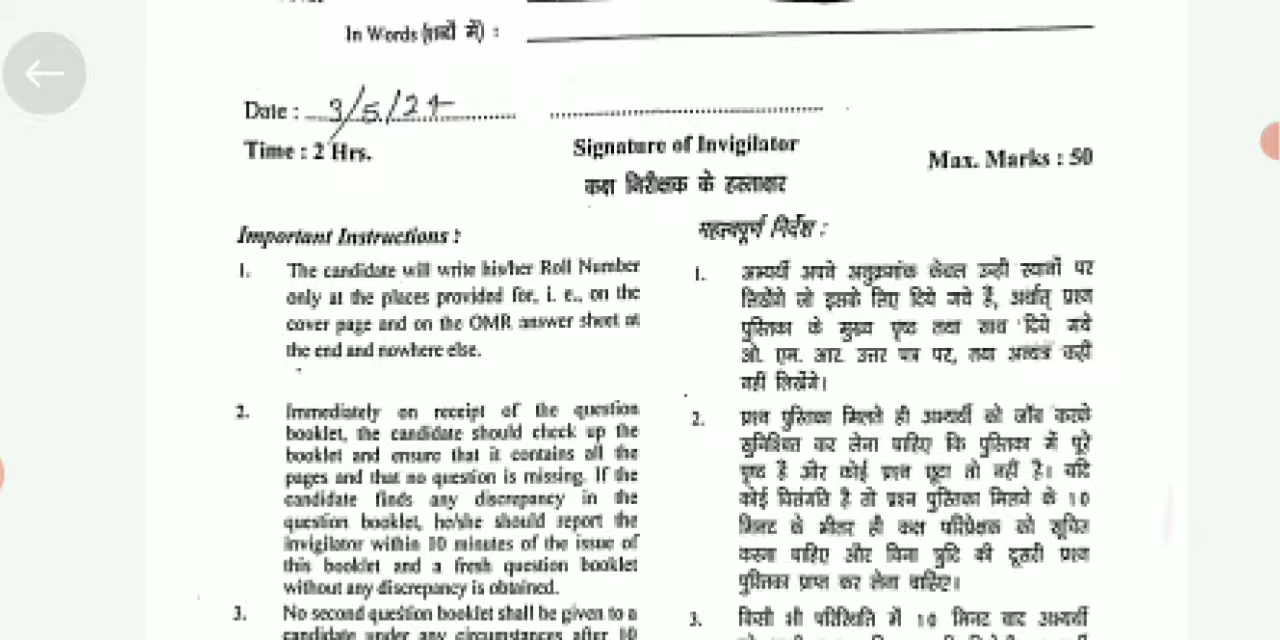 In Words (शब्दों में) :
Date : 3/5/24
Time : 2 Hrs.
Signature of Invigilator
कक्ष निरीक्षक के हस्ताक्षर
Max. Marks : 50
Important Instructions :
1. The candidate will write his/her Roll Number
only at the places provided for, i. e., on the
cover page and on the OMR answer sheet at
the end and nowhere else.
2. Immediately on receipt of the question
booklet, the candidate should check up the
booklet and ensure that it contains all the
pages and that no question is missing. If the
candidate finds any discrepancy in the
question booklet, he/she should report the
invigilator within 10 minutes of the issue of
this booklet and a fresh question booklet
without any discrepancy is obtained.
3. No second question booklet shall be given to a
candidate under any circumstances after 10
महत्वपूर्ण निर्देश :
1. अभ्यर्थी अपने अनुक्रमांक केवल उन्हीं स्थानों पर
लिखेंगे जो इसके लिए दिये गये हैं, अर्थात् प्रश्न
पुस्तिका के मुख्य पृष्ठ तथा साथ दिये गये
ओ. एम. आर. उत्तर पत्र पर, तथा अन्यत्र कहीं
नहीं लिखेंगे।
2. प्रश्न पुस्तिका मिलते ही अभ्यर्थी को जाँच करके
सुनिश्चित कर लेना चाहिए कि पुस्तिका में पूरे
पृष्ठ हैं और कोई प्रश्न छूटा तो नहीं है। यदि
कोई विसंगति है तो प्रश्न पुस्तिका मिलने के 10
मिनट के भीतर ही कक्ष परिप्रेक्षक को सूचित
करना चाहिए और बिना त्रुटि की दूसरी प्रश्न
पुस्तिका प्राप्त कर लेना चाहिए।
3. किसी भी परिस्थिति में 10 मिनट बाद अभ्यर्थी